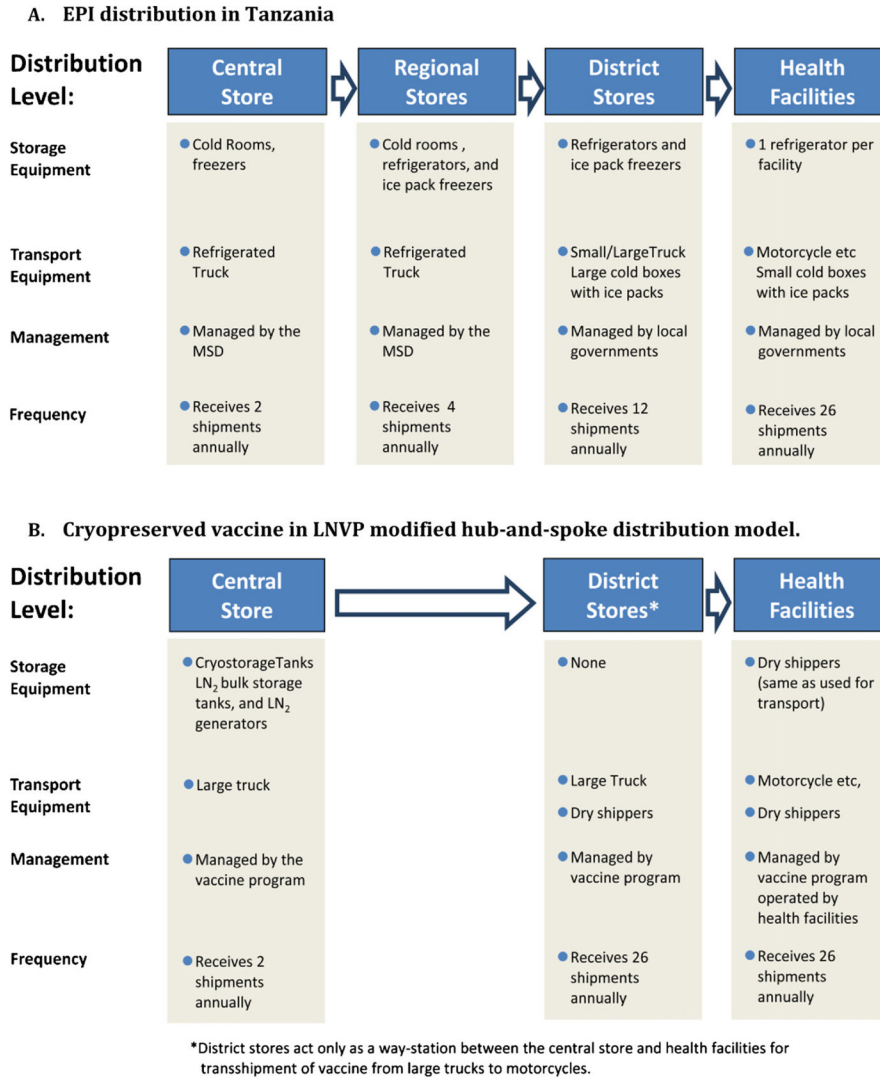 A. EPI distribution in Tanzania
Distribution
Level:
Central
Store
Regional
Stores
District
Stores
Health
Facilities
Storage
Equipment
Cold Rooms,
freezers
Cold rooms ,
refrigerators, and
ice pack freezers
Refrigerators and
ice pack freezers
1 refrigerator per
facility
Transport
Equipment
Refrigerated
Truck
Refrigerated
Truck
Small/LargeTruck
Large cold boxes
with ice packs
Motorcycle etc
Small cold boxes
with ice packs
Management
Managed by the
MSD
Managed by the
MSD
Managed by local
governments
Managed by local
governments
Frequency
Receives 2
shipments
annually
Receives 4
shipments
annually
Receives 12
shipments
annually
Receives 26
shipments
annually
B. Cryopreserved vaccine in LNVP modified hub-and-spoke distribution model.
Distribution
Level:
Central
Store
District
Stores*
Health
Facilities
Storage
Equipment
CryostorageTanks
LN₂ bulk storage
tanks, and LN₂
generators
None
Dry shippers
(same as used for
transport)
Transport
Equipment
Large truck
Large Truck
Dry shippers
Motorcycle etc,
Dry shippers
Management
Managed by the
vaccine program
Managed by
vaccine program
Managed by
vaccine program
operated by
health facilities
Frequency
Receives 2
shipments
annually
Receives 26
shipments
annually
Receives 26
shipments
annually
*District stores act only as a way-station between the central store and health facilities for
transshipment of vaccine from large trucks to motorcycles.